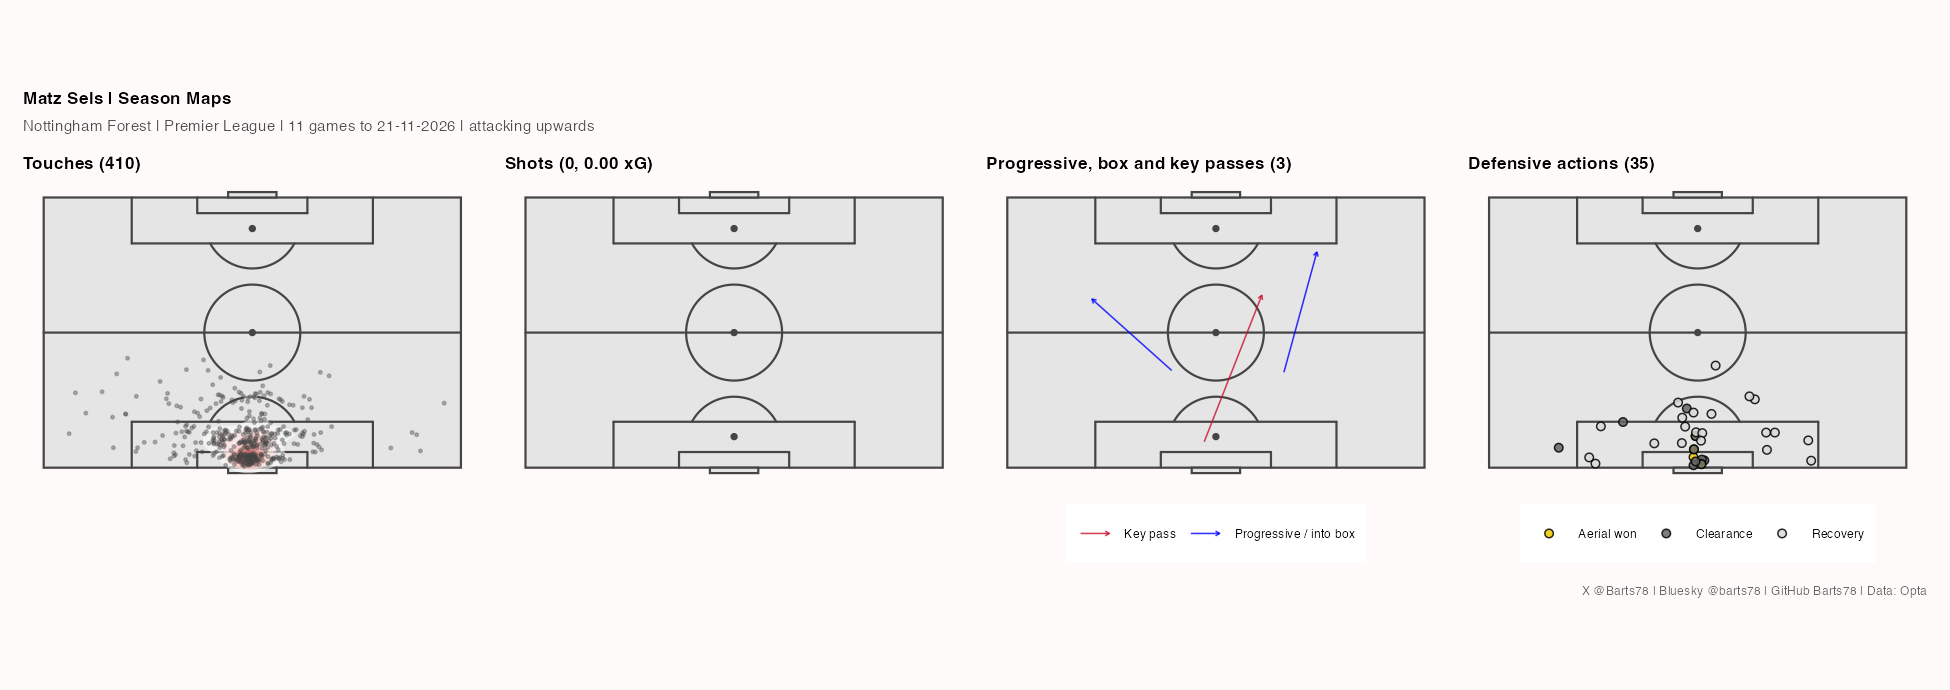 Matz Sels | Season Maps
Nottingham Forest | Premier League | 11 games to 21-11-2026 | attacking upwards
Touches (410)
Shots (0, 0.00 xG)
Progressive, box and key passes (3)
Defensive actions (35)
Key pass
Progressive / into box
Aerial won
Clearance
Recovery
X @Barts78 | Bluesky @barts78 | GitHub Barts78 | Data: Opta